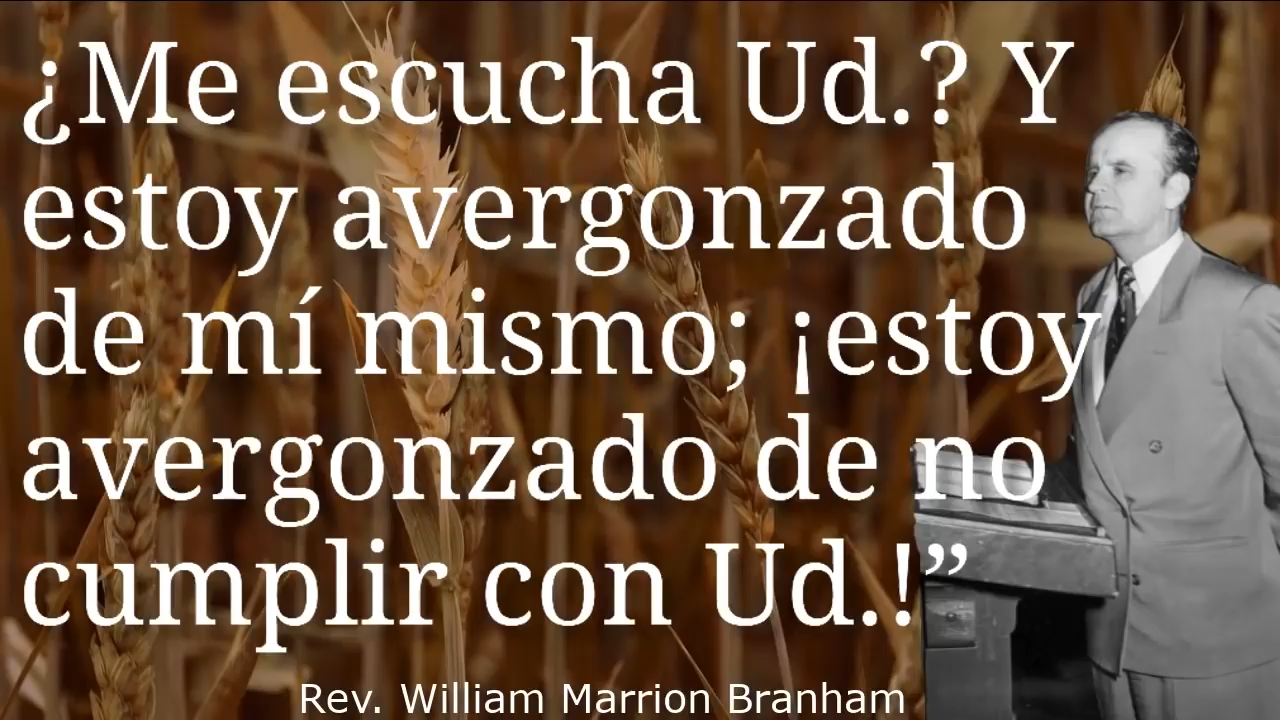 ¿Me escucha Ud.? Y
estoy avergonzado
de mí mismo; ¡estoy
avergonzado de no
cumplir con Ud.!”
Rev. William Marrion Branham